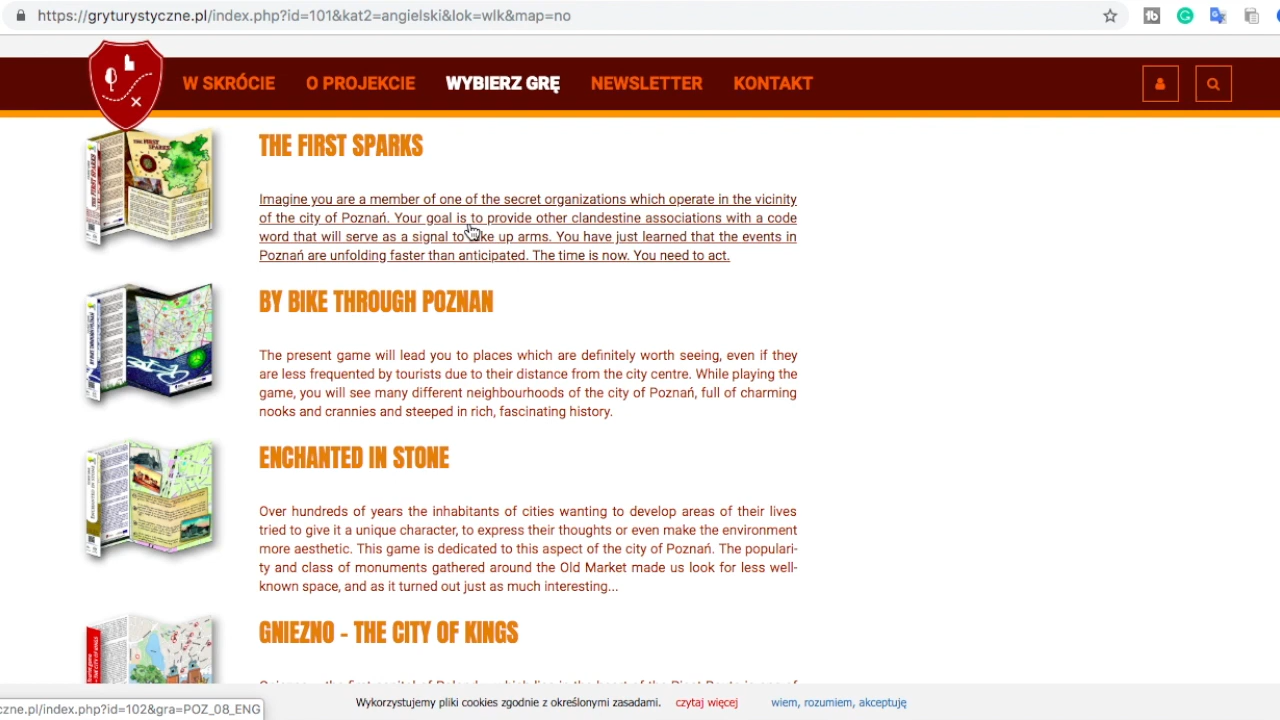 https://gryturystyczne.pl/index.php?id=101&kat2=angielski&lok=wlk&map=no
W SKRÓCIE O PROJEKCIE WYBIERZ GRĘ NEWSLETTER KONTAKT
THE FIRST SPARKS
Imagine you are a member of one of the secret organizations which operate in the vicinity
of the city of Poznań. Your goal is to provide other clandestine associations with a code
word that will serve as a signal to ke up arms. You have just learned that the events in
Poznań are unfolding faster than anticipated. The time is now. You need to act.
BY BIKE THROUGH POZNAN
The present game will lead you to places which are definitely worth seeing, even if they
are less frequented by tourists due to their distance from the city centre. While playing the
game, you will see many different neighbourhoods of the city of Poznań, full of charming
nooks and crannies and steeped in rich, fascinating history.
ENCHANTED IN STONE
Over hundreds of years the inhabitants of cities wanting to develop areas of their lives
tried to give it a unique character, to express their thoughts or even make the environment
more aesthetic. This game is dedicated to this aspect of the city of Poznań. The populari-
ty and class of monuments gathered around the Old Market made us look for less well-
known space, and as it turned out just as much interesting...
GNIEZNO - THE CITY OF KINGS
Wykorzystujemy pliki cookies zgodnie z określonymi zasadami. czytaj więcej wiem, rozumiem, akceptuję
czne.pl/index.php?id=102&gra=POZ_08_ENG